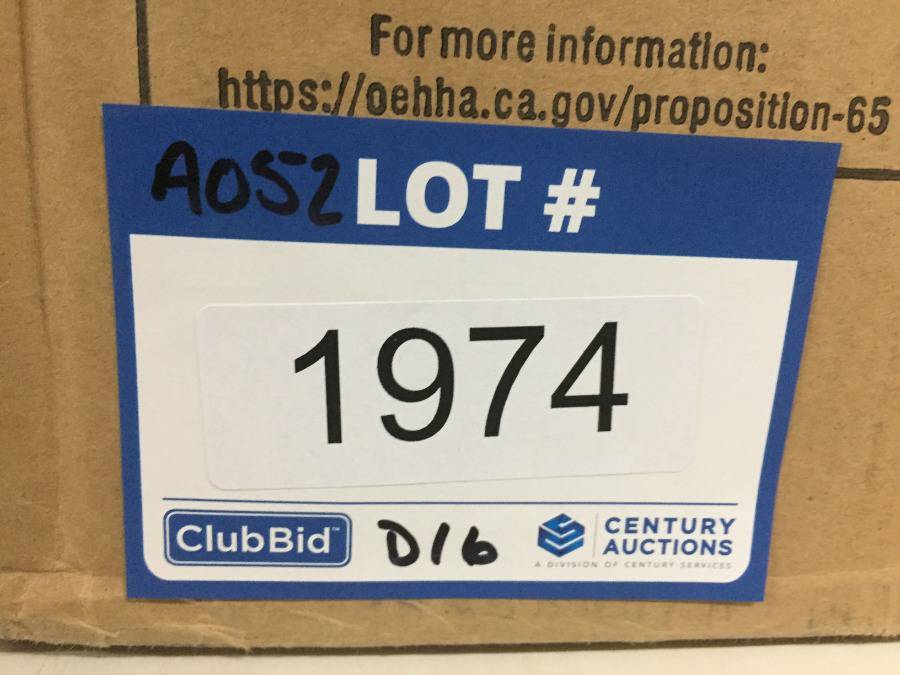 For more information:
https://oehha.ca.gov/proposition-65
A052 LOT #
1974
ClubBid™ D16 CENTURY
AUCTIONS
A DIVISION OF CENTURY SERVICES